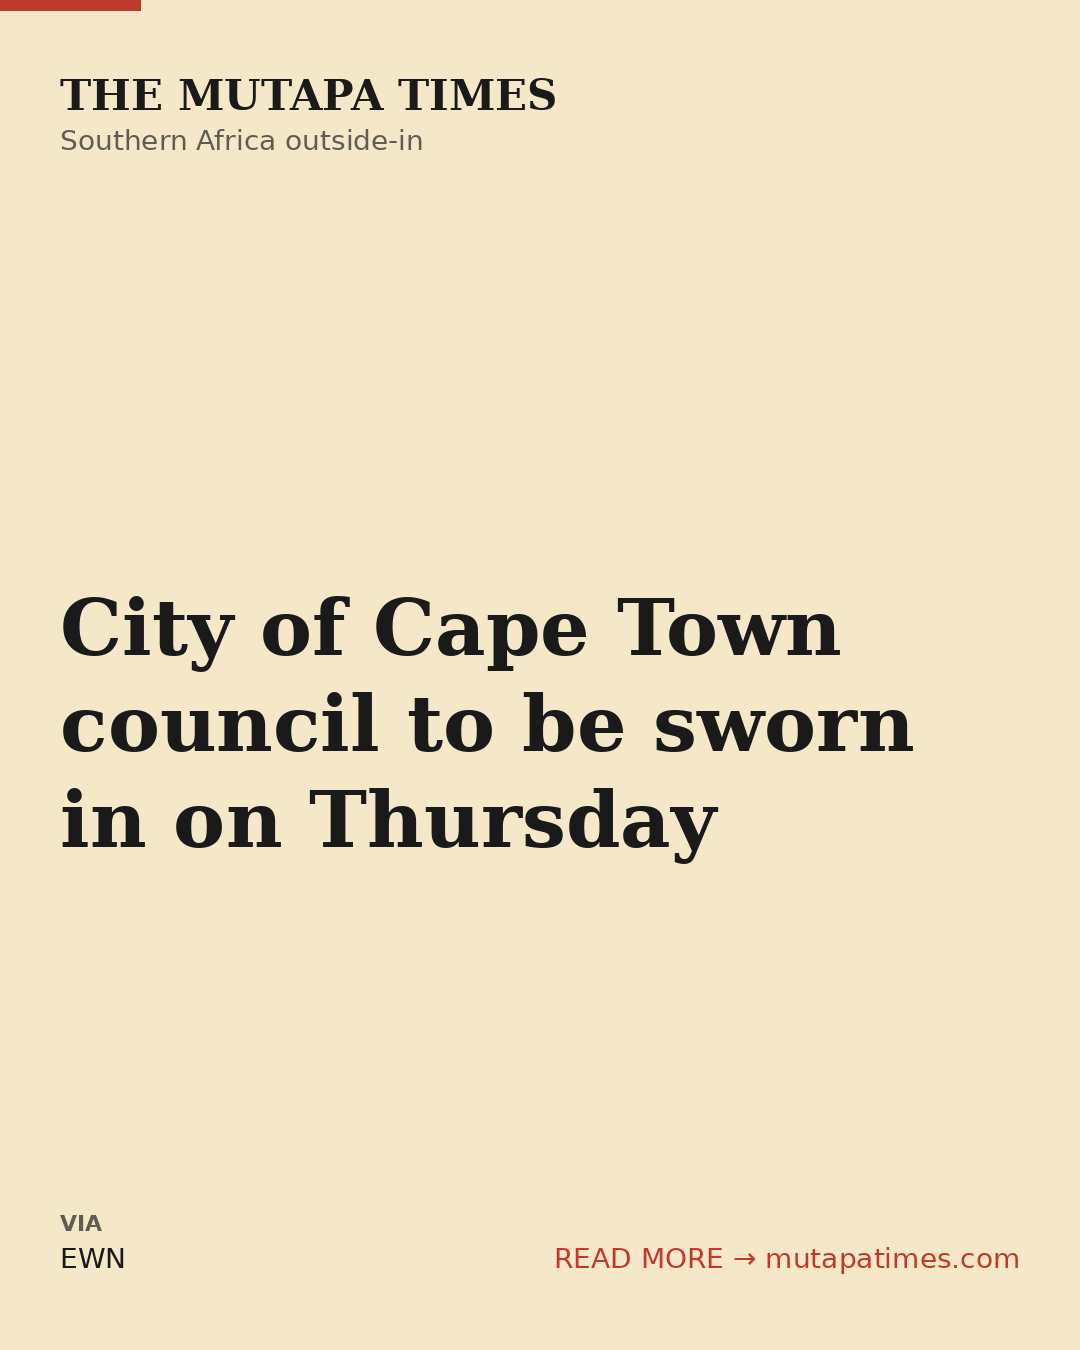 THE MUTAPA TIMES
Southern Africa outside-in
City of Cape Town
council to be sworn
in on Thursday
VIA
EWN
READ MORE → mutapatimes.com